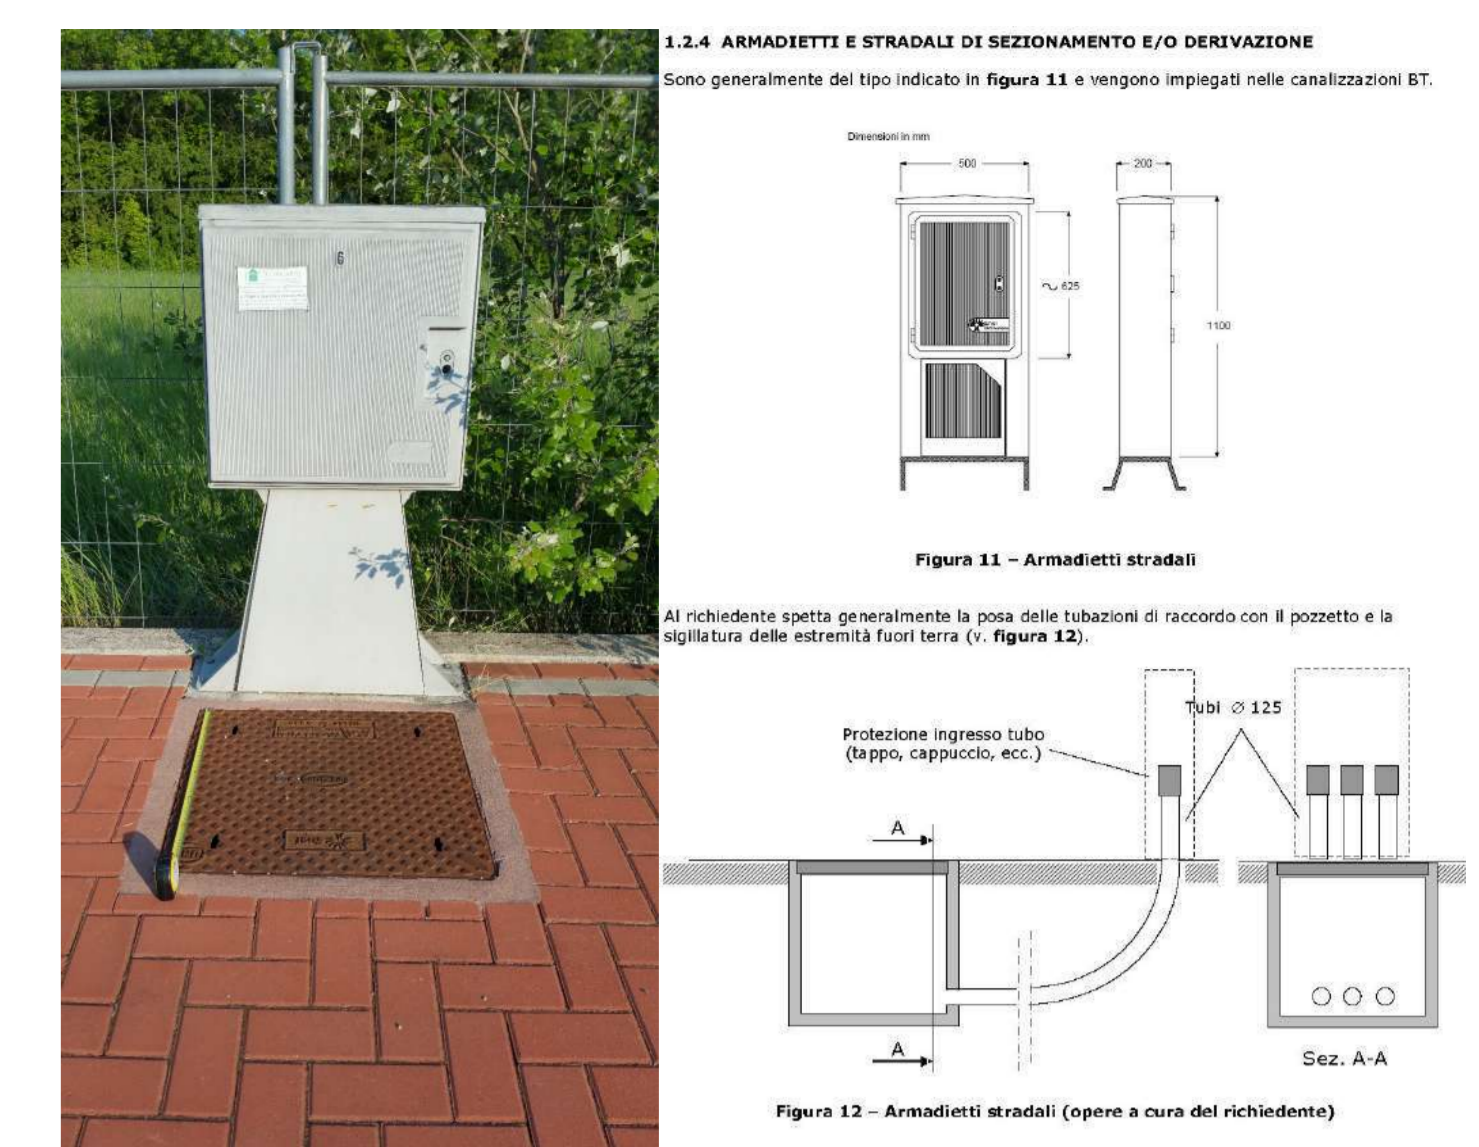 1.2.4 ARMADIETTI E STRADALI DI SEZIONAMENTO E/O DERIVAZIONE
Sono generalmente del tipo indicato in figura 11 e vengono impiegati nelle canalizzazioni BT.
Dimensioni in mm
500
200
625
1100
6
Figura 11 – Armadietti stradali
Al richiedente spetta generalmente la posa delle tubazioni di raccordo con il pozzetto e la
sigillatura delle estremità fuori terra (v. figura 12).
Tubi ∅ 125
Protezione ingresso tubo
(tappo, cappuccio, ecc.)
A
A
Sez. A-A
Figura 12 – Armadietti stradali (opere a cura del richiedente)